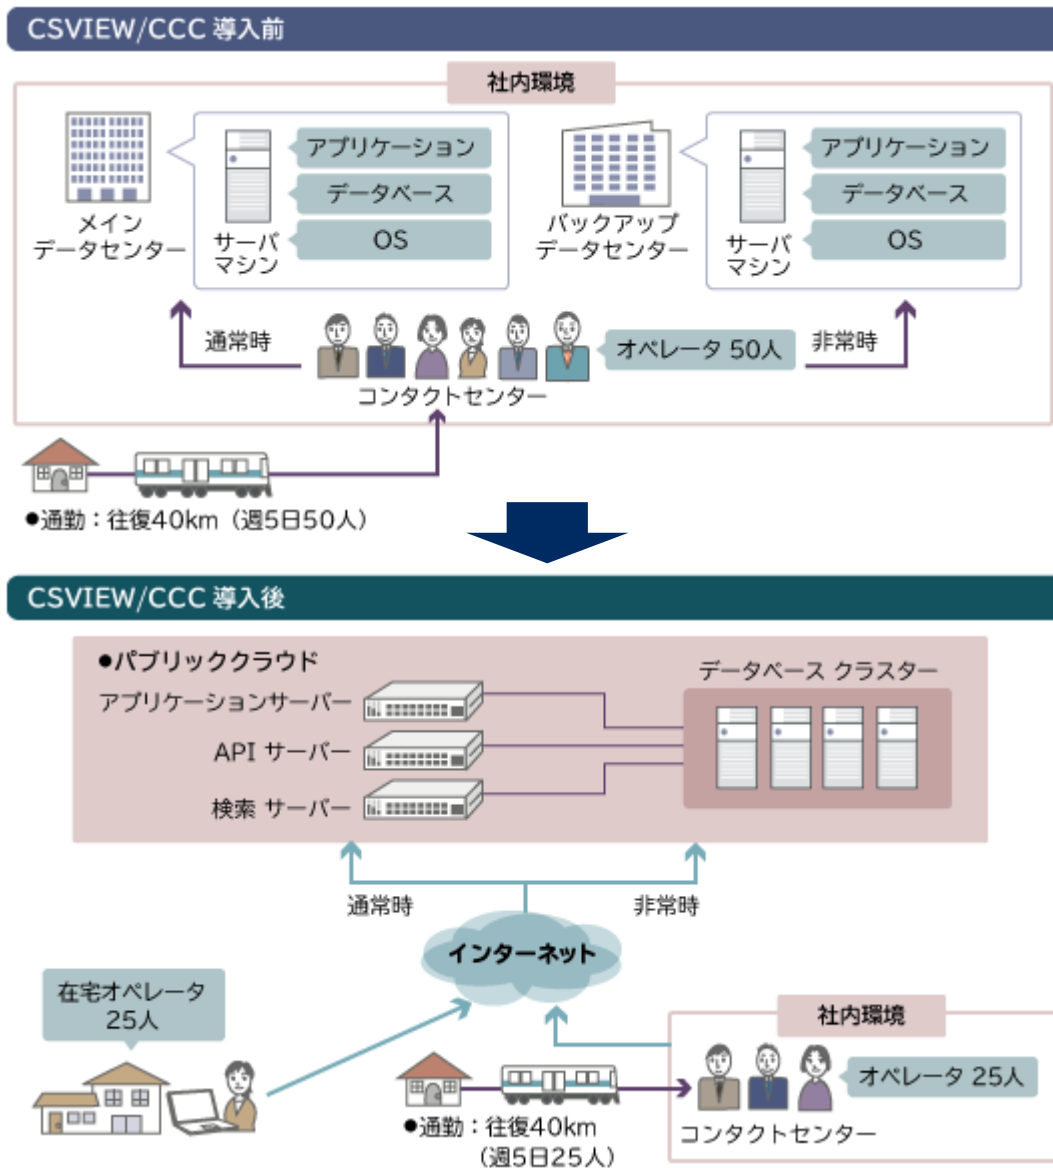 CSVIEW/CCC 導入前
社内環境
メイン
データセンター
サーバ
マシン
アプリケーション
データベース
OS
バックアップ
データセンター
サーバ
マシン
アプリケーション
データベース
OS
通常時
オペレータ 50人
非常時
コンタクトセンター
●通勤：往復40km（週5日50人）
CSVIEW/CCC 導入後
●パブリッククラウド
アプリケーションサーバー
API サーバー
検索 サーバー
データベース クラスター
通常時
非常時
インターネット
在宅オペレータ
25人
社内環境
オペレータ 25人
コンタクトセンター
●通勤：往復40km
（週5日25人）